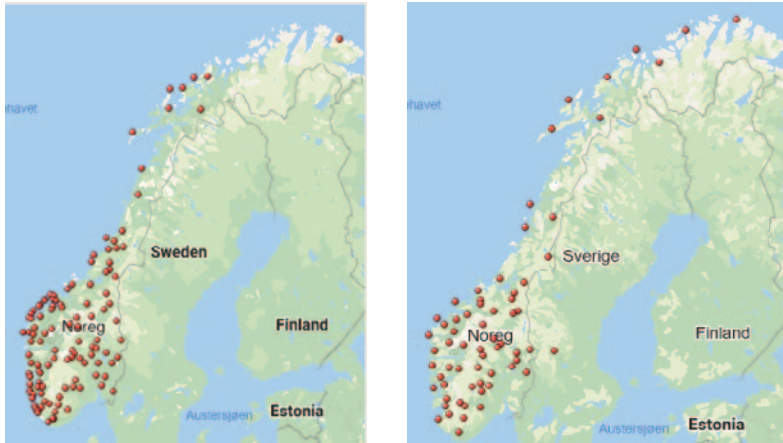 havet
Sweden
Noreg
Finland
Austersjøen
Estonia
havet
Sverige
Noreg
Finland
Austersjøen
Estonia